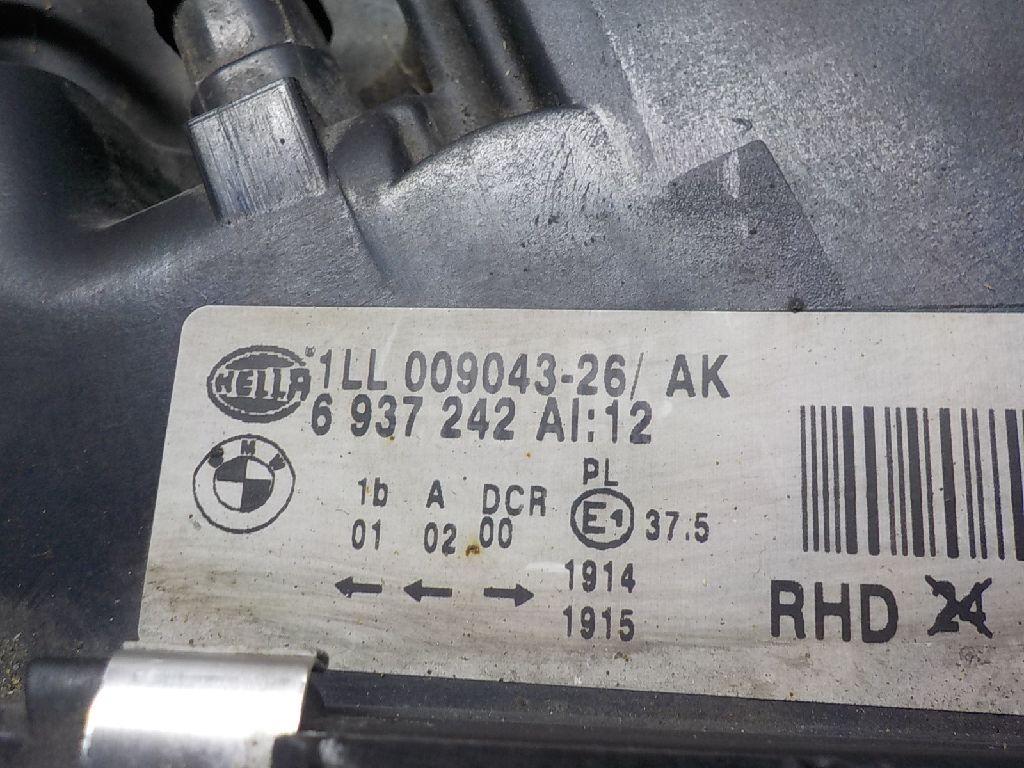 HELLA
1LL 009043-26/ AK
6 937 242 AI:12
BMW
PL
1b A DCR E1 37.5
01 02 00
1914
1915
RHD 24